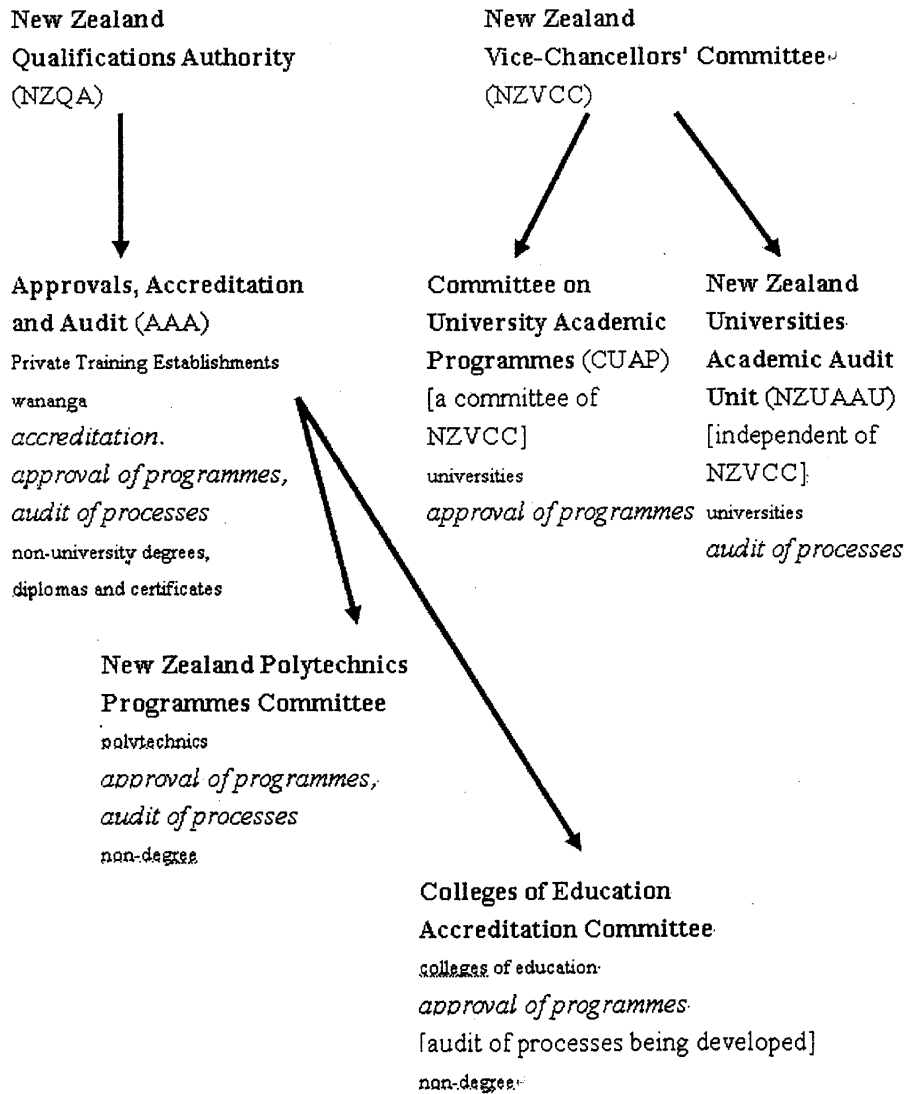 New Zealand
Qualifications Authority
(NZQA)
New Zealand
Vice-Chancellors' Committee
(NZVCC)
Approvals, Accreditation
and Audit (AAA)
Private Training Establishments
wananga
accreditation.
approval of programmes,
audit of processes
non-university degrees,
diplomas and certificates
Committee on
University Academic
Programmes (CUAP)
[a committee of
NZVCC]
universities
approval of programmes
New Zealand
Universities
Academic Audit
Unit (NZUAAU)
[independent of
NZVCC]
universities
audit of processes
New Zealand Polytechnics
Programmes Committee
polytechnics
approval of programmes,
audit of processes
non-degree
Colleges of Education
Accreditation Committee
colleges of education
approval of programmes
[audit of processes being developed]
non-degree